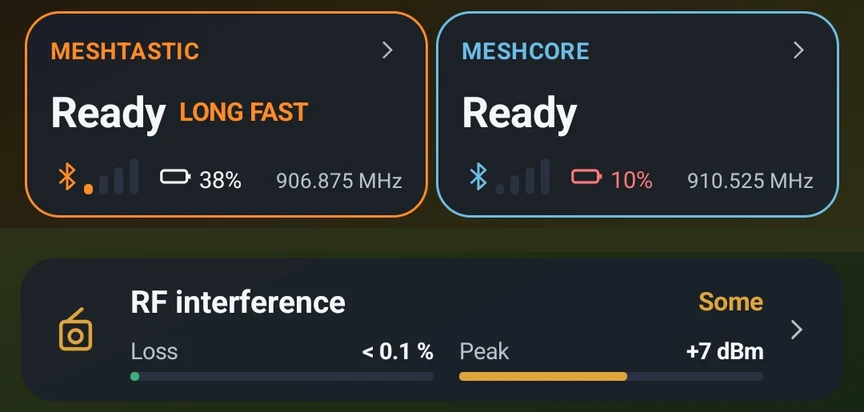 MESHTASTIC
Ready LONG FAST
38% 906.875 MHz
MESHCORE
Ready
10% 910.525 MHz
RF interference Some
Loss < 0.1 % Peak +7 dBm